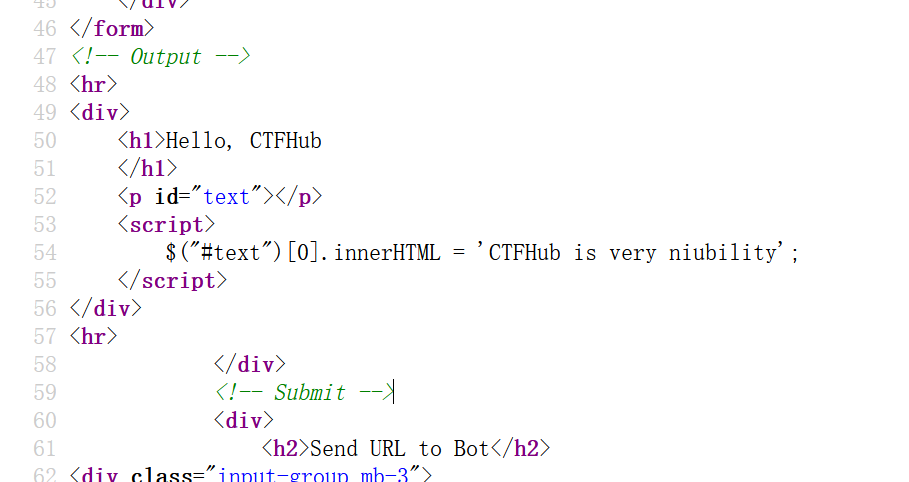 45 </div>
46 </form>
47 <!-- Output -->
48 <hr>
49 <div>
50 <h1>Hello, CTFHub
51 </h1>
52 <p id="text"></p>
53 <script>
54 $("#text")[0].innerHTML = 'CTFHub is very niubility';
55 </script>
56 </div>
57 <hr>
58 </div>
59 <!-- Submit -->
60 <div>
61 <h2>Send URL to Bot</h2>
62 <div class="input-group mb-3">